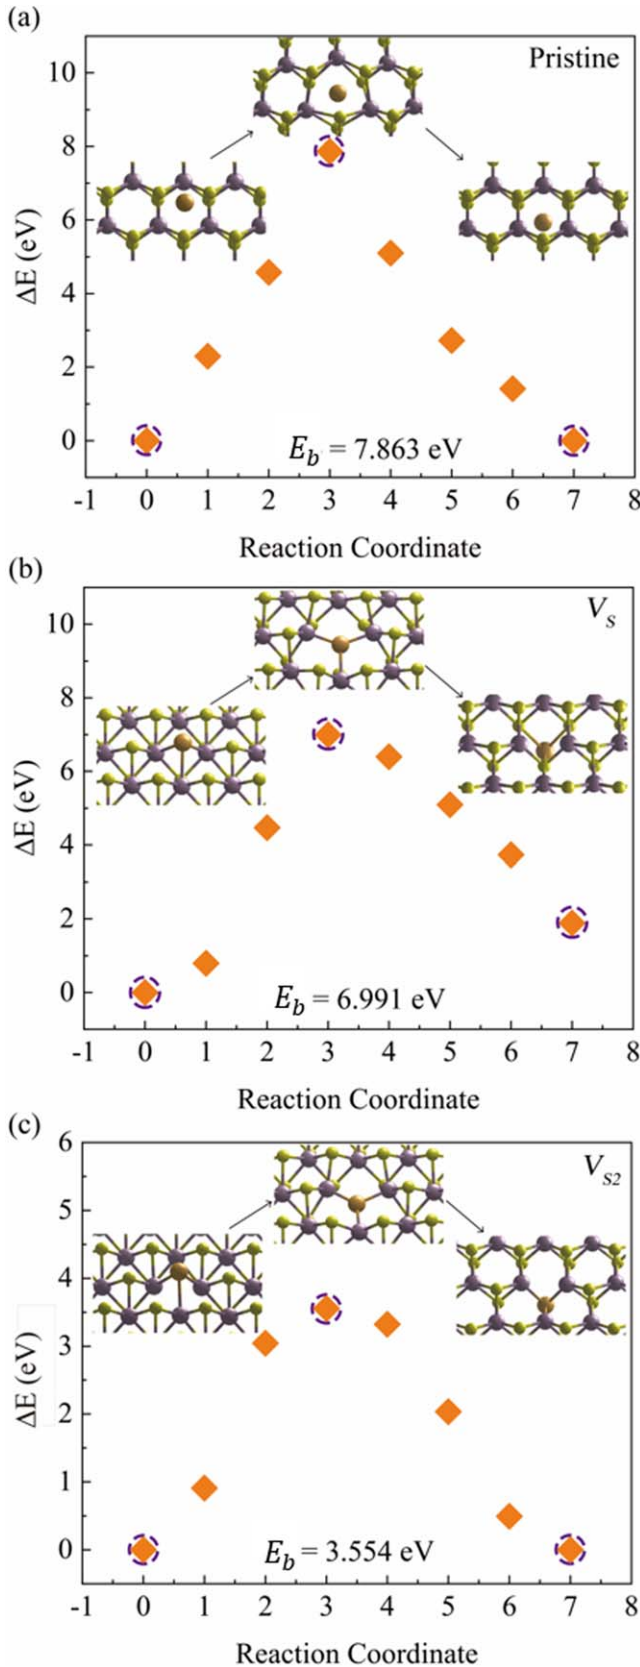 (a)
Pristine
10
8
6
4
2
0
ΔE (eV)
E_b = 7.863 eV
-1 0 1 2 3 4 5 6 7 8
Reaction Coordinate
(b)
V_S
10
8
6
4
2
0
ΔE (eV)
E_b = 6.991 eV
-1 0 1 2 3 4 5 6 7 8
Reaction Coordinate
(c)
V_S2
6
5
4
3
2
1
0
ΔE (eV)
E_b = 3.554 eV
-1 0 1 2 3 4 5 6 7 8
Reaction Coordinate